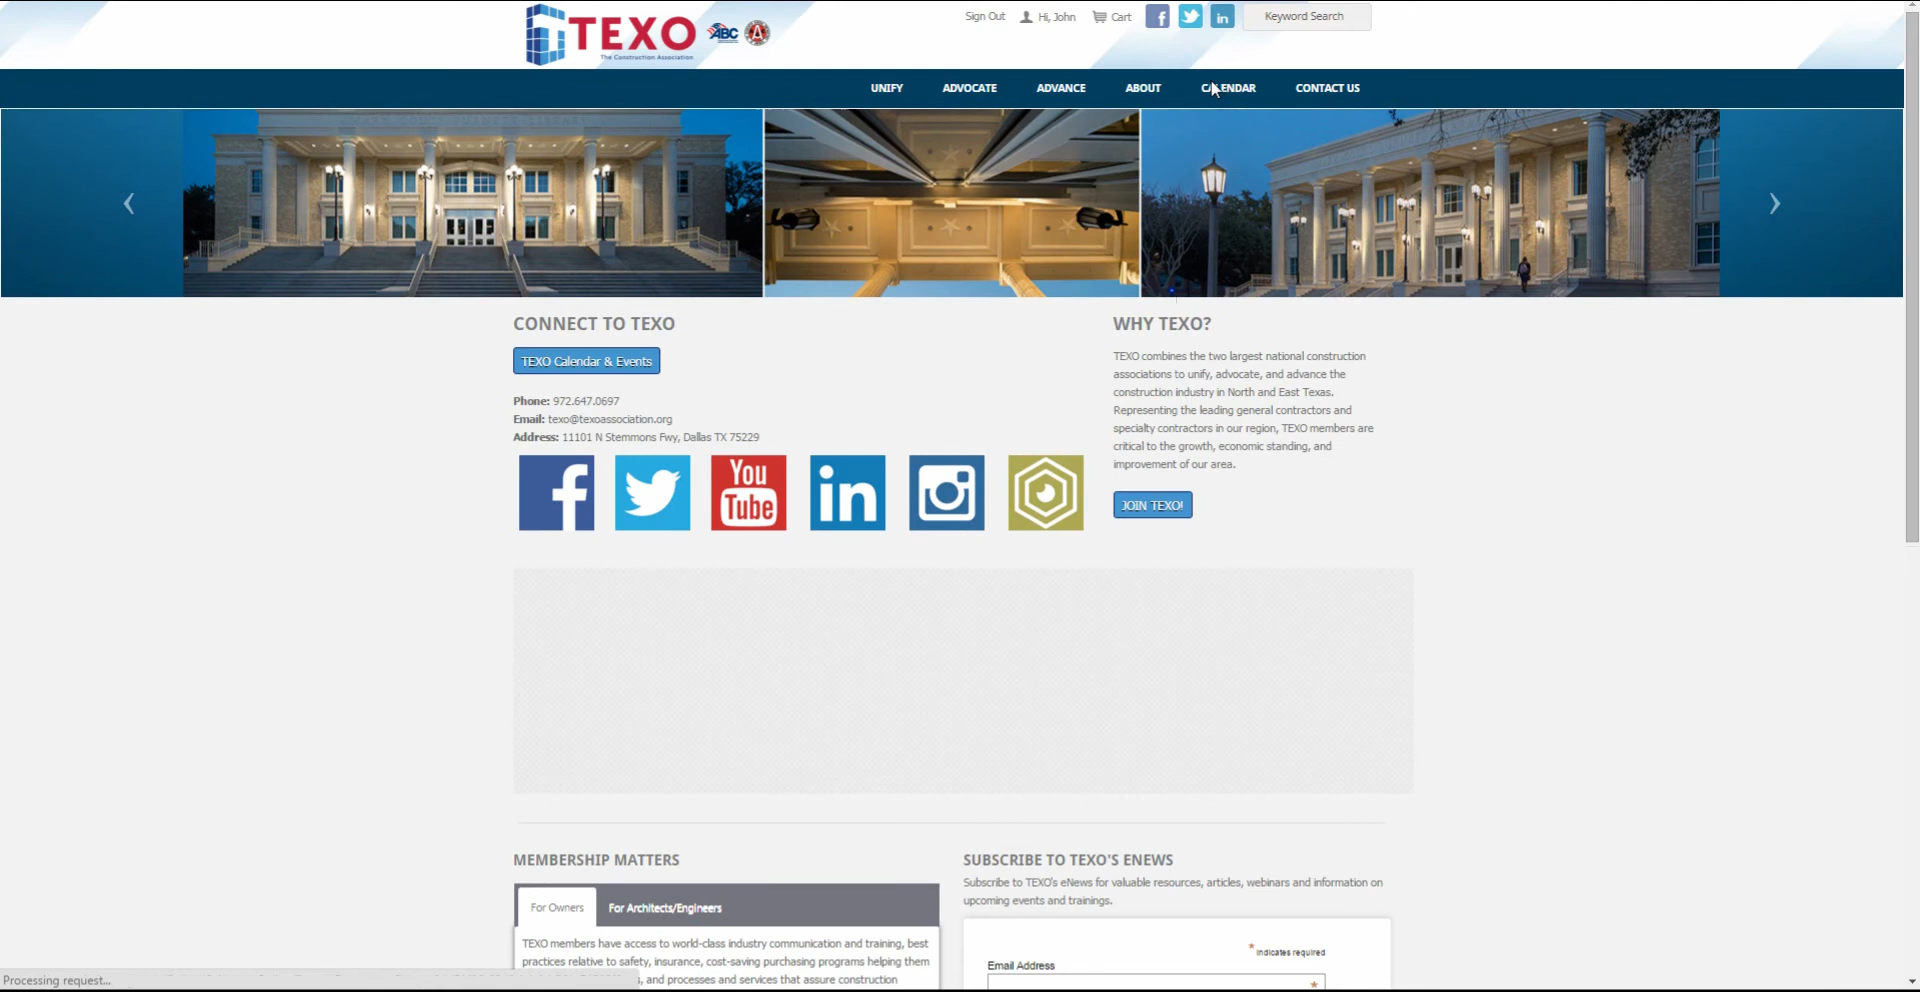 TEXO
The Construction Association
ABC
A
Sign Out
Hi, John
Cart
f
in
Keyword Search
UNIFY
ADVOCATE
ADVANCE
ABOUT
CALENDAR
CONTACT US
CONNECT TO TEXO
TEXO Calendar & Events
Phone: 972.647.0697
Email: texo@texoassociation.org
Address: 11101 N Stemmons Fwy, Dallas TX 75229
f
You
Tube
in
WHY TEXO?
TEXO combines the two largest national construction
associations to unify, advocate, and advance the
construction industry in North and East Texas.
Representing the leading general contractors and
specialty contractors in our region, TEXO members are
critical to the growth, economic standing, and
improvement of our area.
JOIN TEXO!
MEMBERSHIP MATTERS
For Owners
For Architects/Engineers
TEXO members have access to world-class industry communication and training, best
practices relative to safety, insurance, cost-saving purchasing programs helping them
, and processes and services that assure construction
SUBSCRIBE TO TEXO'S ENEWS
Subscribe to TEXO's eNews for valuable resources, articles, webinars and information on
upcoming events and trainings.
* indicates required
Email Address
*
Processing request...